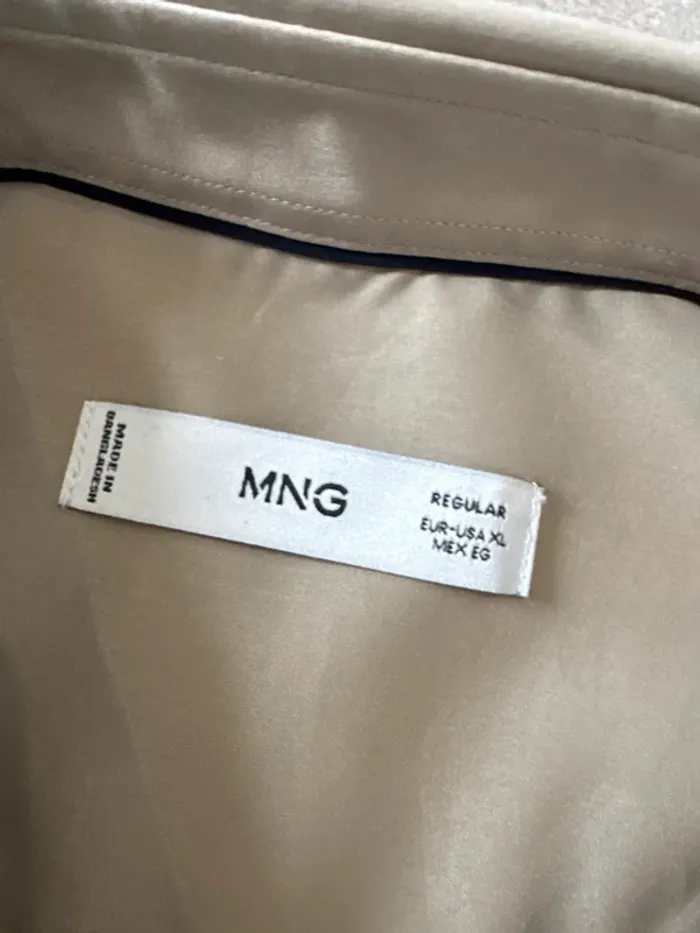 MADE IN
BANGLADESH
MNG
REGULAR
EUR-USA XL
MEX EG